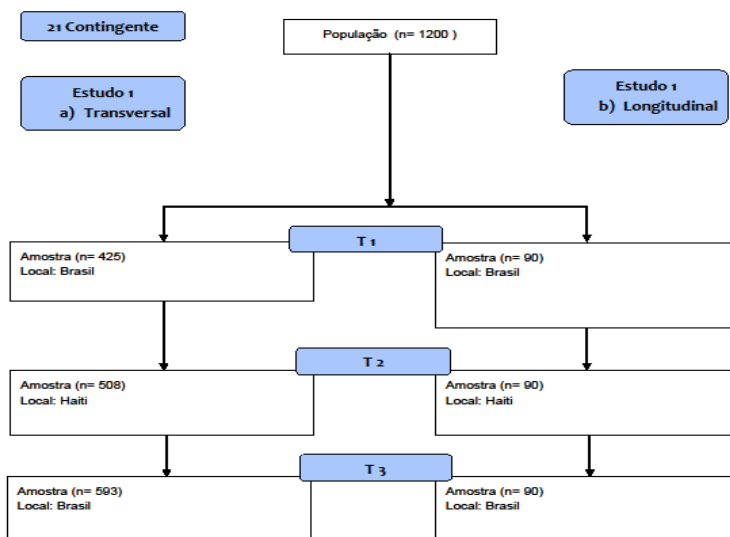 21 Contingente
População (n= 1200 )
Estudo 1
a) Transversal
Estudo 1
b) Longitudinal
T 1
Amostra (n= 425)
Local: Brasil
Amostra (n= 90)
Local: Brasil
T 2
Amostra (n= 508)
Local: Haiti
Amostra (n= 90)
Local: Haiti
T 3
Amostra (n= 593)
Local: Brasil
Amostra (n= 90)
Local: Brasil